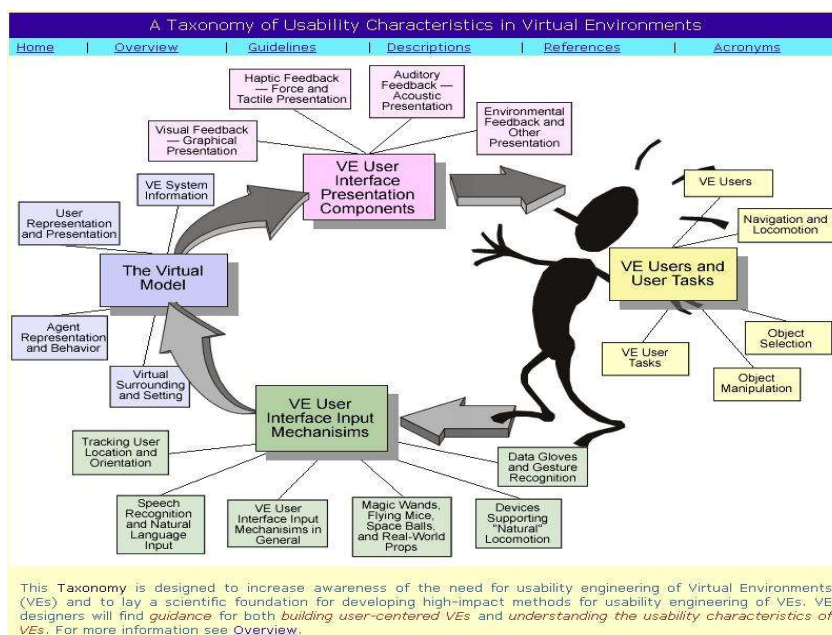 A Taxonomy of Usability Characteristics in Virtual Environments
Home | Overview | Guidelines | Descriptions | References | Acronyms
Haptic Feedback
— Force and
Tactile Presentation
Auditory
Feedback —
Acoustic
Presentation
Visual Feedback
— Graphical
Presentation
Environmental
Feedback and
Other
Presentation
VE User
Interface
Presentation
Components
VE System
Information
User
Representation
and Presentation
The Virtual
Model
Agent
Representation
and Behavior
Virtual
Surrounding
and Setting
VE Users
Navigation and
Locomotion
VE Users and
User Tasks
VE User
Tasks
Object
Selection
Object
Manipulation
VE User
Interface Input
Mechanisims
Tracking User
Location and
Orientation
Speech
Recognition
and Natural
Language
Input
VE User
Interface Input
Mechanisims in
General
Magic Wands,
Flying Mice,
Space Balls,
and Real-World
Props
Devices
Supporting
"Natural"
Locomotion
Data Gloves
and Gesture
Recognition
This Taxonomy is designed to increase awareness of the need for usability engineering of Virtual Environments
(VEs) and to lay a scientific foundation for developing high-impact methods for usability engineering of VEs. VE
designers will find guidance for both building user-centered VEs and understanding the usability characteristics of
VEs. For more information see Overview.